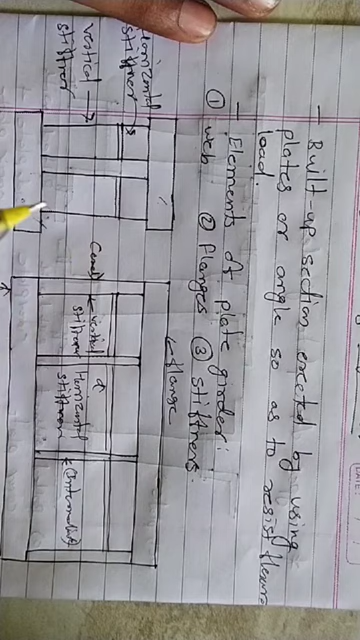 – Built-up section erected by using
plates or angle so as to resist flexure
load.
– Elements of plate girder:
① web ② flanges ③ stiffners.
Horizontal
stiffner
vertical
stiffner
flange
vertical
stiffner
Horizontal
stiffner